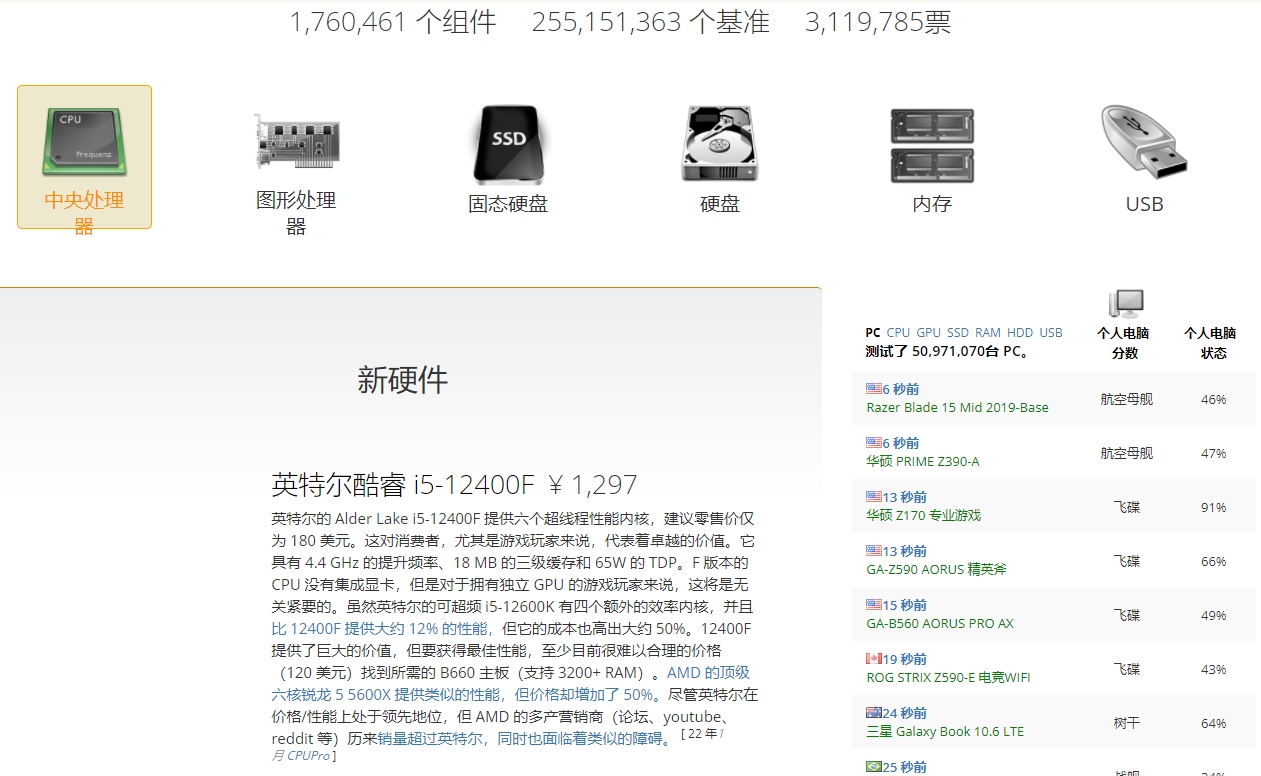 1,760,461 个组件 255,151,363 个基准 3,119,785票
CPU
Frequenz
SSD
中央处理
器
图形处理
器
固态硬盘
硬盘
内存
USB
新硬件
英特尔酷睿 i5-12400F ￥1,297
英特尔的 Alder Lake i5-12400F 提供六个超线程性能内核，建议零售价仅
为 180 美元。这对消费者，尤其是游戏玩家来说，代表着卓越的价值。它
具有 4.4 GHz 的提升频率、18 MB 的三级缓存和 65W 的 TDP。F 版本的
CPU 没有集成显卡，但是对于拥有独立 GPU 的游戏玩家来说，这将是无
关紧要的。虽然英特尔的可超频 i5-12600K 有四个额外的效率内核，并且
比 12400F 提供大约 12% 的性能，但它的成本也高出大约 50%。12400F
提供了巨大的价值，但要获得最佳性能，至少目前很难以合理的价格
（120 美元）找到所需的 B660 主板（支持 3200+ RAM）。AMD 的顶级
六核锐龙 5 5600X 提供类似的性能，但价格却增加了 50%。尽管英特尔在
价格/性能上处于领先地位，但 AMD 的多产营销商（论坛、youtube、
reddit 等）历来销量超过英特尔，同时也面临着类似的障碍。 [ 22 年1
月 CPUPro ]
PC CPU GPU SSD RAM HDD USB
测试了 50,971,070台 PC。
个人电脑
分数
个人电脑
状态
6 秒前
Razer Blade 15 Mid 2019-Base
航空母舰 46%
6 秒前
华硕 PRIME Z390-A
航空母舰 47%
13 秒前
华硕 Z170 专业游戏
飞碟 91%
13 秒前
GA-Z590 AORUS 精英斧
飞碟 66%
15 秒前
GA-B560 AORUS PRO AX
飞碟 49%
19 秒前
ROG STRIX Z590-E 电竞WIFI
飞碟 43%
24 秒前
三星 Galaxy Book 10.6 LTE
树干 64%
25 秒前